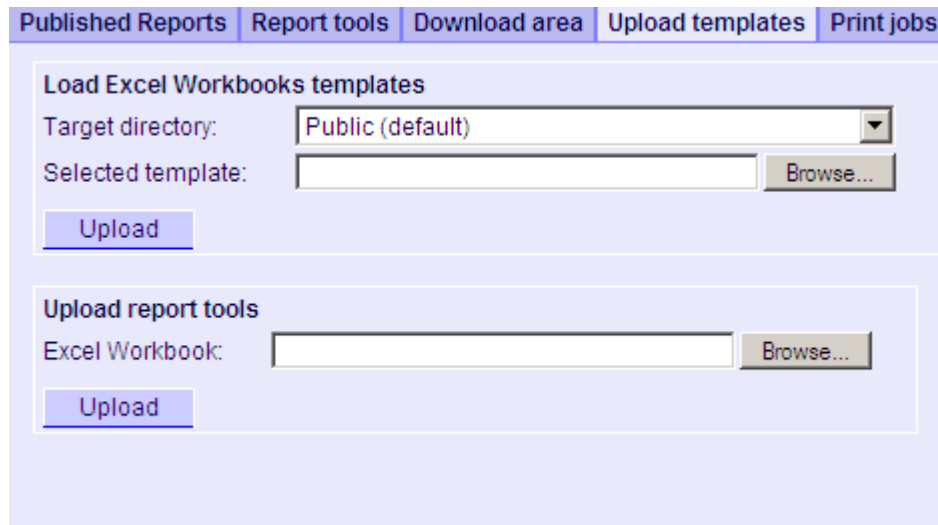 Published Reports Report tools Download area Upload templates Print jobs
Load Excel Workbooks templates
Target directory: Public (default)
Selected template: Browse...
Upload
Upload report tools
Excel Workbook: Browse...
Upload